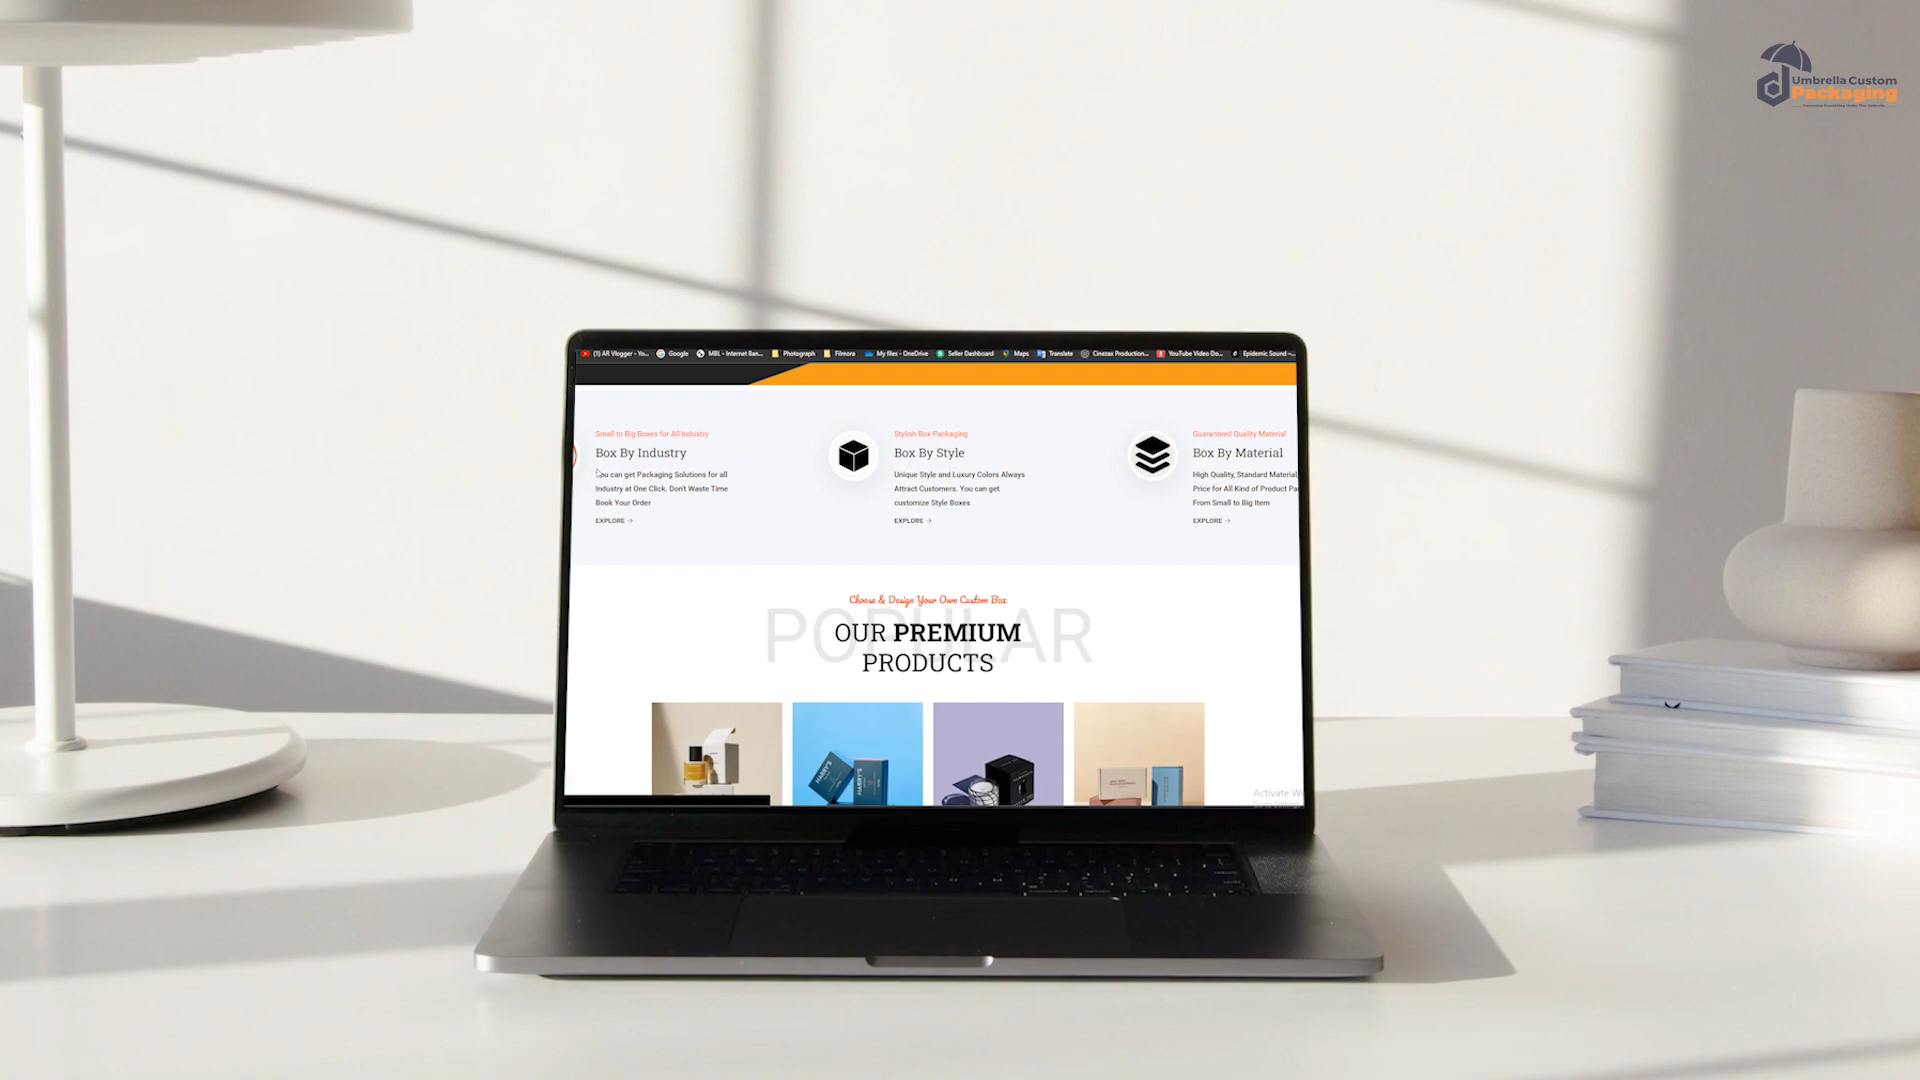 Umbrella Custom
Packaging
(1) AR Vlogger - Yo... Google MBL - Internet Ban... Photograph Filmora My files - OneDrive Seller Dashboard Maps Translate Cinezax Production... YouTube Video Do... Epidemic Sound –...
Small to Big Boxes for All Industry
Box By Industry
You can get Packaging Solutions for all
Industry at One Click. Don't Waste Time
Book Your Order
EXPLORE →
Stylish Box Packaging
Box By Style
Unique Style and Luxury Colors Always
Attract Customers. You can get
customize Style Boxes
EXPLORE →
Guaranteed Quality Material
Box By Material
High Quality, Standard Material
Price for All Kind of Product Pa
From Small to Big Item
EXPLORE →
Choose & Design Your Own Custom Box
POPULAR
OUR PREMIUM
PRODUCTS
HARRY'S
HARRY'S
Activate W